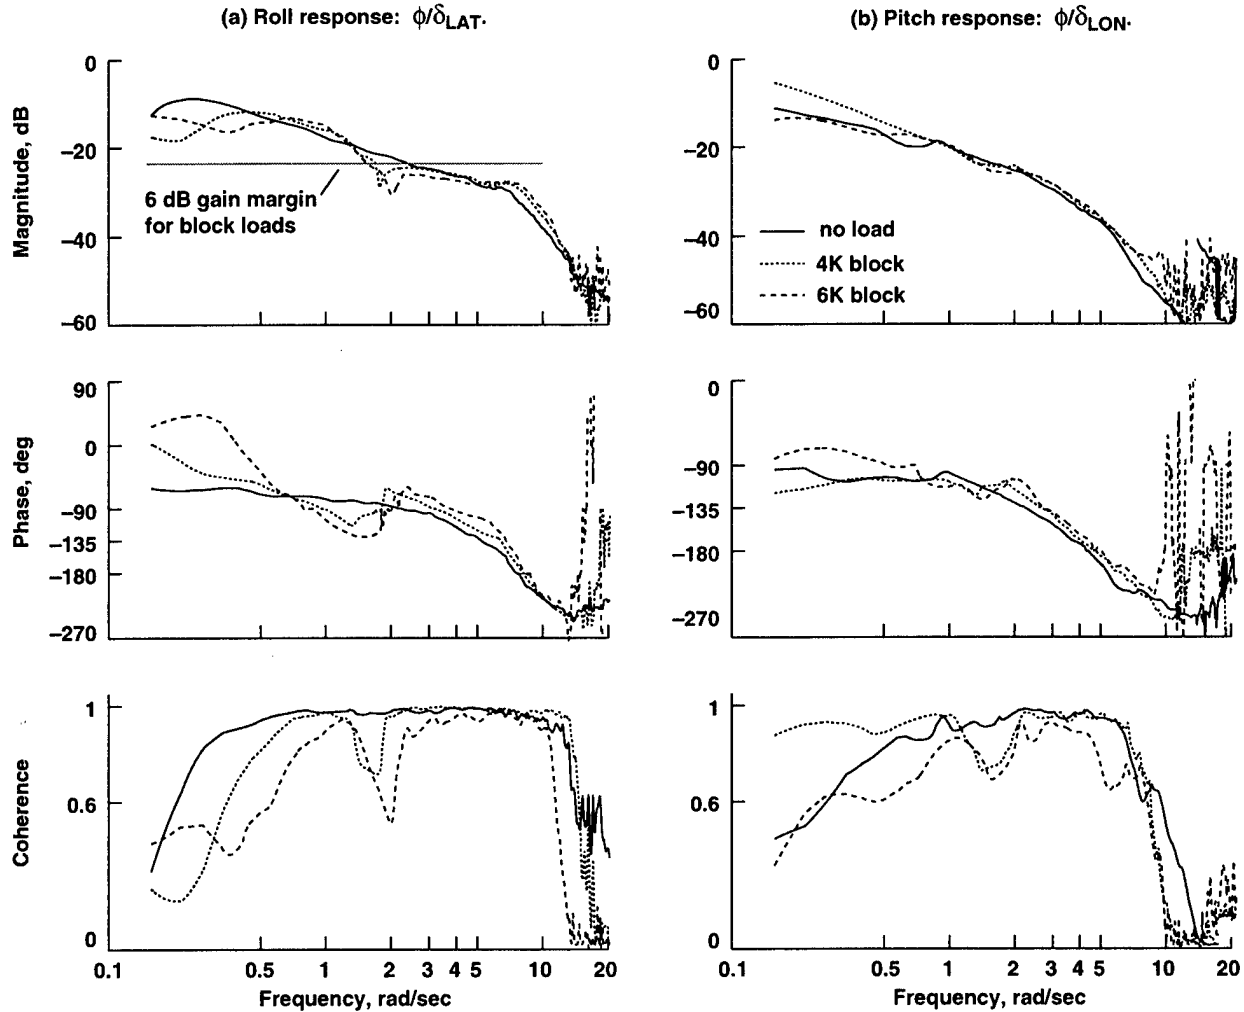 (a) Roll response: ϕ/δLAT.
(b) Pitch response: ϕ/δLON.
Magnitude, dB
0
−20
−40
−60
6 dB gain margin
for block loads
0
−20
−40
−60
no load
4K block
6K block
Phase, deg
90
0
−90
−135
−180
−270
0
−90
−135
−180
−270
Coherence
1
0.6
0
1
0.6
0
0.1 0.5 1 2 3 4 5 10 20
Frequency, rad/sec
0.1 0.5 1 2 3 4 5 10 20
Frequency, rad/sec